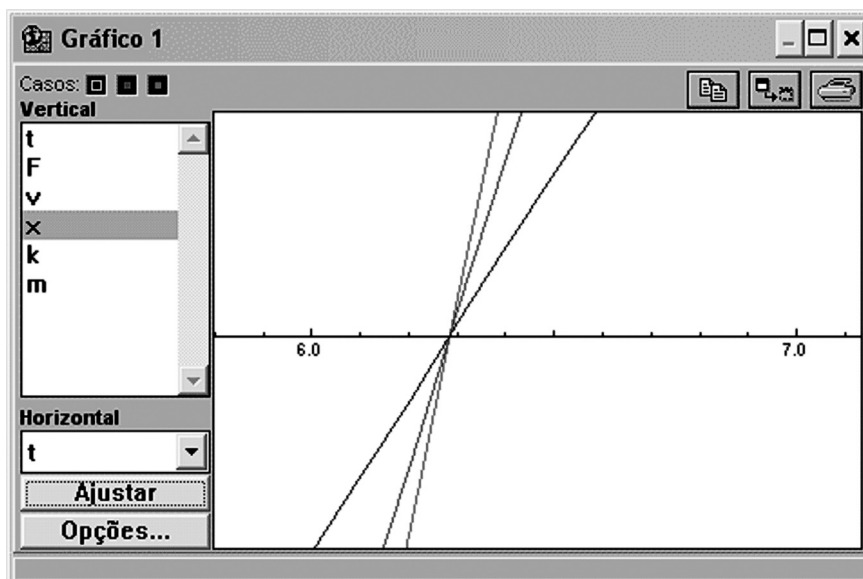 Gráfico 1
Casos:
Vertical
t
F
v
x
k
m
6.0 7.0
Horizontal
t
Ajustar
Opções...